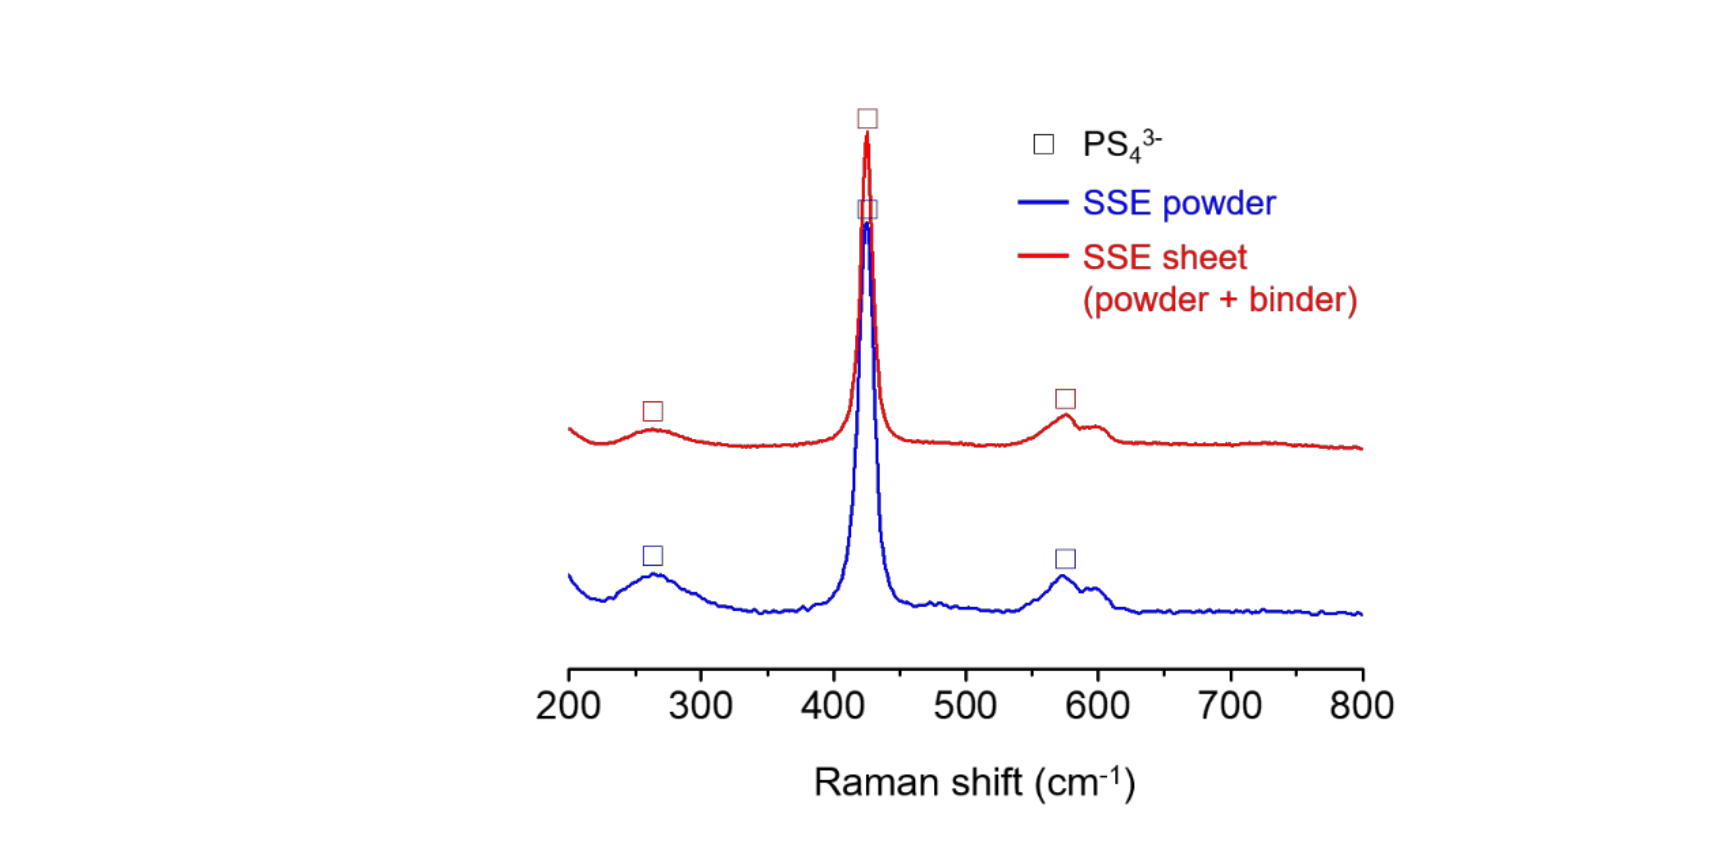 PS₄³⁻
SSE powder
SSE sheet
(powder + binder)
200 300 400 500 600 700 800
Raman shift (cm⁻¹)